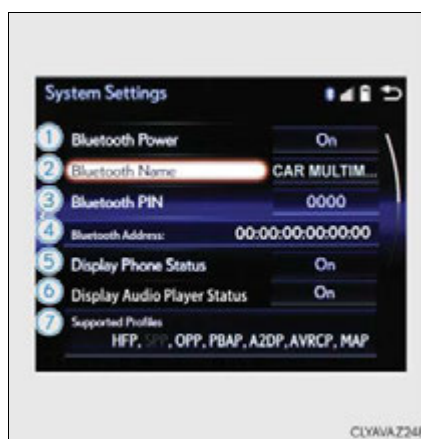 System Settings
1 Bluetooth Power On
2 Bluetooth Name CAR MULTIM...
3 Bluetooth PIN 0000
4 Bluetooth Address: 00:00:00:00:00:00
5 Display Phone Status On
6 Display Audio Player Status On
7 Supported Profiles
HFP, SPP, OPP, PBAP, A2DP, AVRCP, MAP